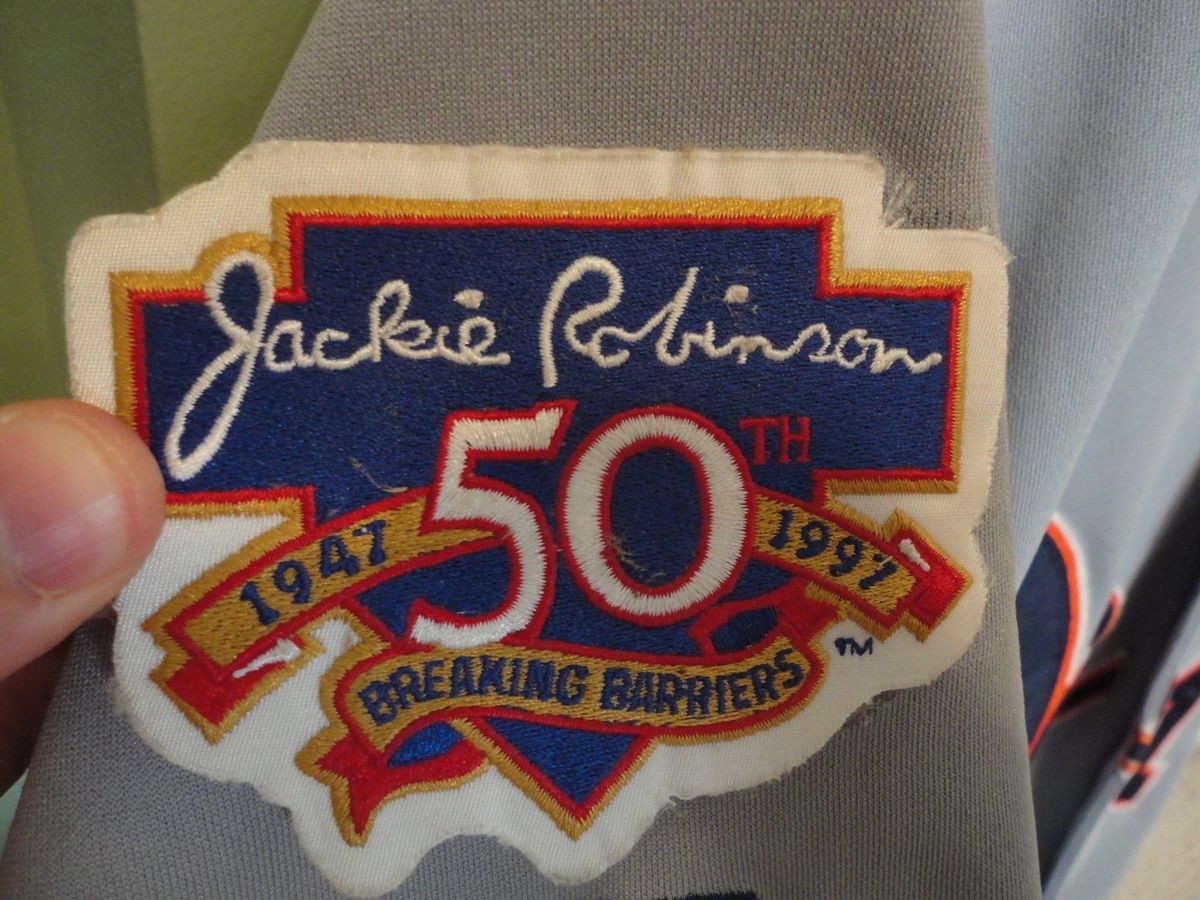 Jackie Robinson
50TH
1947
1997
BREAKING BARRIERS
TM